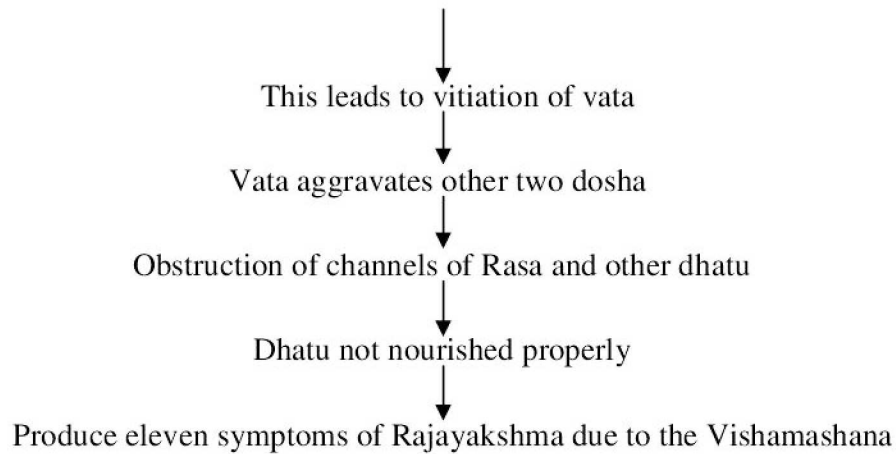 This leads to vitiation of vata
Vata aggravates other two dosha
Obstruction of channels of Rasa and other dhatu
Dhatu not nourished properly
Produce eleven symptoms of Rajayakshma due to the Vishamashana